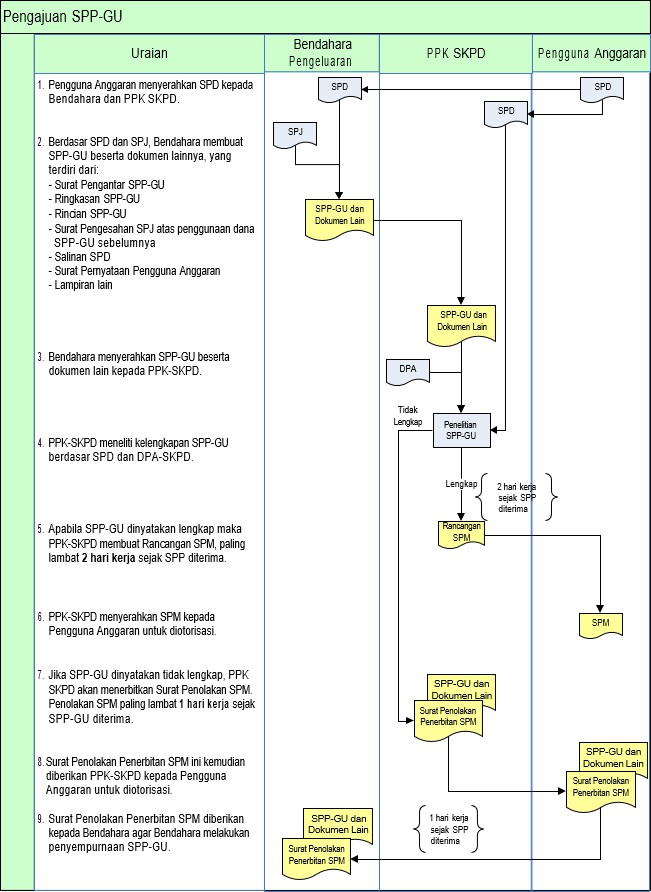 Pengajuan SPP-GU
Uraian
Bendahara
Pengeluaran
PPK SKPD
Pengguna Anggaran
1. Pengguna Anggaran menyerahkan SPD kepada
Bendahara dan PPK SKPD.
SPD
SPD
SPD
SPJ
2. Berdasar SPD dan SPJ, Bendahara membuat
SPP-GU beserta dokumen lainnya, yang
terdiri dari:
- Surat Pengantar SPP-GU
- Ringkasan SPP-GU
- Rincian SPP-GU
- Surat Pengesahan SPJ atas penggunaan dana
SPP-GU sebelumnya
- Salinan SPD
- Surat Pernyataan Pengguna Anggaran
- Lampiran lain
SPP-GU dan
Dokumen Lain
SPP-GU dan
Dokumen Lain
3. Bendahara menyerahkan SPP-GU beserta
dokumen lain kepada PPK-SKPD.
DPA
Tidak
Lengkap
Penelitian
SPP-GU
4. PPK-SKPD meneliti kelengkapan SPP-GU
berdasar SPD dan DPA-SKPD.
Lengkap
2 hari kerja
sejak SPP
diterima
5. Apabila SPP-GU dinyatakan lengkap maka
PPK-SKPD membuat Rancangan SPM, paling
lambat 2 hari kerja sejak SPP diterima.
Rancangan
SPM
6. PPK-SKPD menyerahkan SPM kepada
Pengguna Anggaran untuk diotorisasi.
SPM
7. Jika SPP-GU dinyatakan tidak lengkap, PPK
SKPD akan menerbitkan Surat Penolakan SPM.
Penolakan SPM paling lambat 1 hari kerja sejak
SPP-GU diterima.
SPP-GU dan
Dokumen Lain
Surat Penolakan
Penerbitan SPM
8. Surat Penolakan Penerbitan SPM ini kemudian
diberikan PPK-SKPD kepada Pengguna
Anggaran untuk diotorisasi.
SPP-GU dan
Dokumen Lain
Surat Penolakan
Penerbitan SPM
9. Surat Penolakan Penerbitan SPM diberikan
kepada Bendahara agar Bendahara melakukan
penyempurnaan SPP-GU.
SPP-GU dan
Dokumen Lain
Surat Penolakan
Penerbitan SPM
1 hari kerja
sejak SPP
diterima